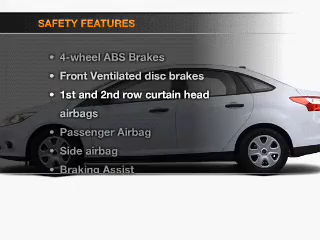 SAFETY FEATURES
• 4-wheel ABS Brakes
• Front Ventilated disc brakes
• 1st and 2nd row curtain head
airbags
• Passenger Airbag
• Side airbag
• Braking Assist